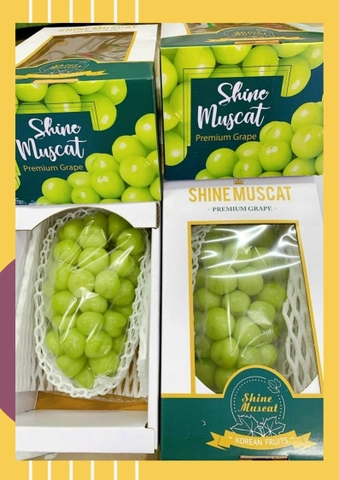 Shine
Muscat
Premium Grape
Shine
Muscat
Premium Grape
SHINE MUSCAT
· PREMIUM GRAPE ·
Shine
Muscat
KOREAN FRUITS